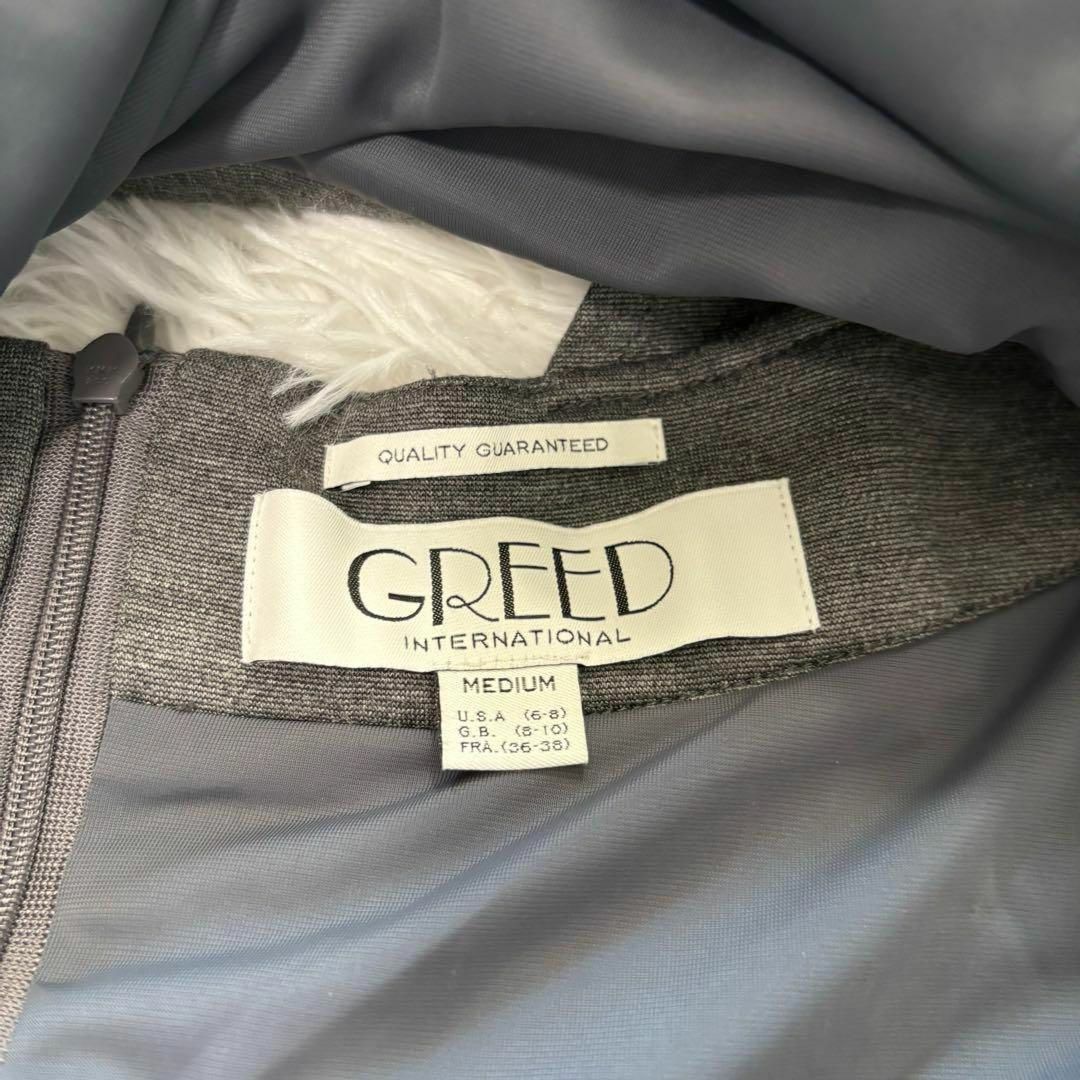 QUALITY GUARANTEED
GREED
INTERNATIONAL
MEDIUM
U.S.A (6-8)
G.B. (8-10)
FRA.(36-38)